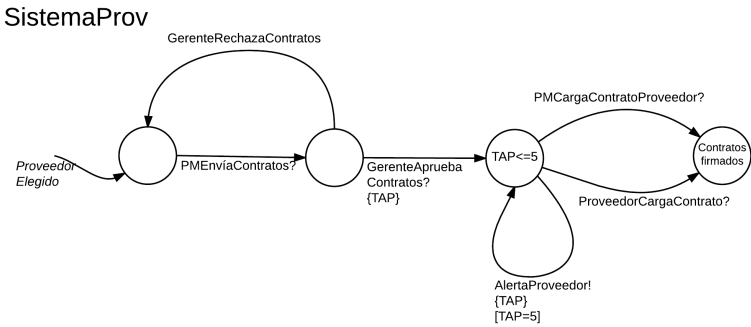 SistemaProv
GerenteRechazaContratos
PMCargaContratoProveedor?
Proveedor
Elegido
PMEnvíaContratos?
GerenteAprueba
Contratos?
{TAP}
TAP<=5
Contratos
firmados
ProveedorCargaContrato?
AlertaProveedor!
{TAP}
[TAP=5]